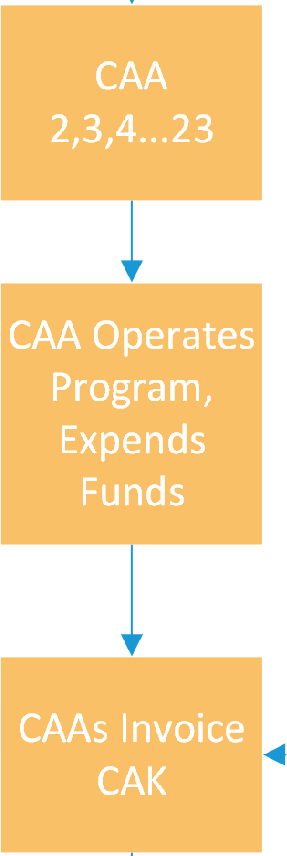 CAA
2,3,4...23
CAA Operates
Program,
Expends
Funds
CAAs Invoice
CAK